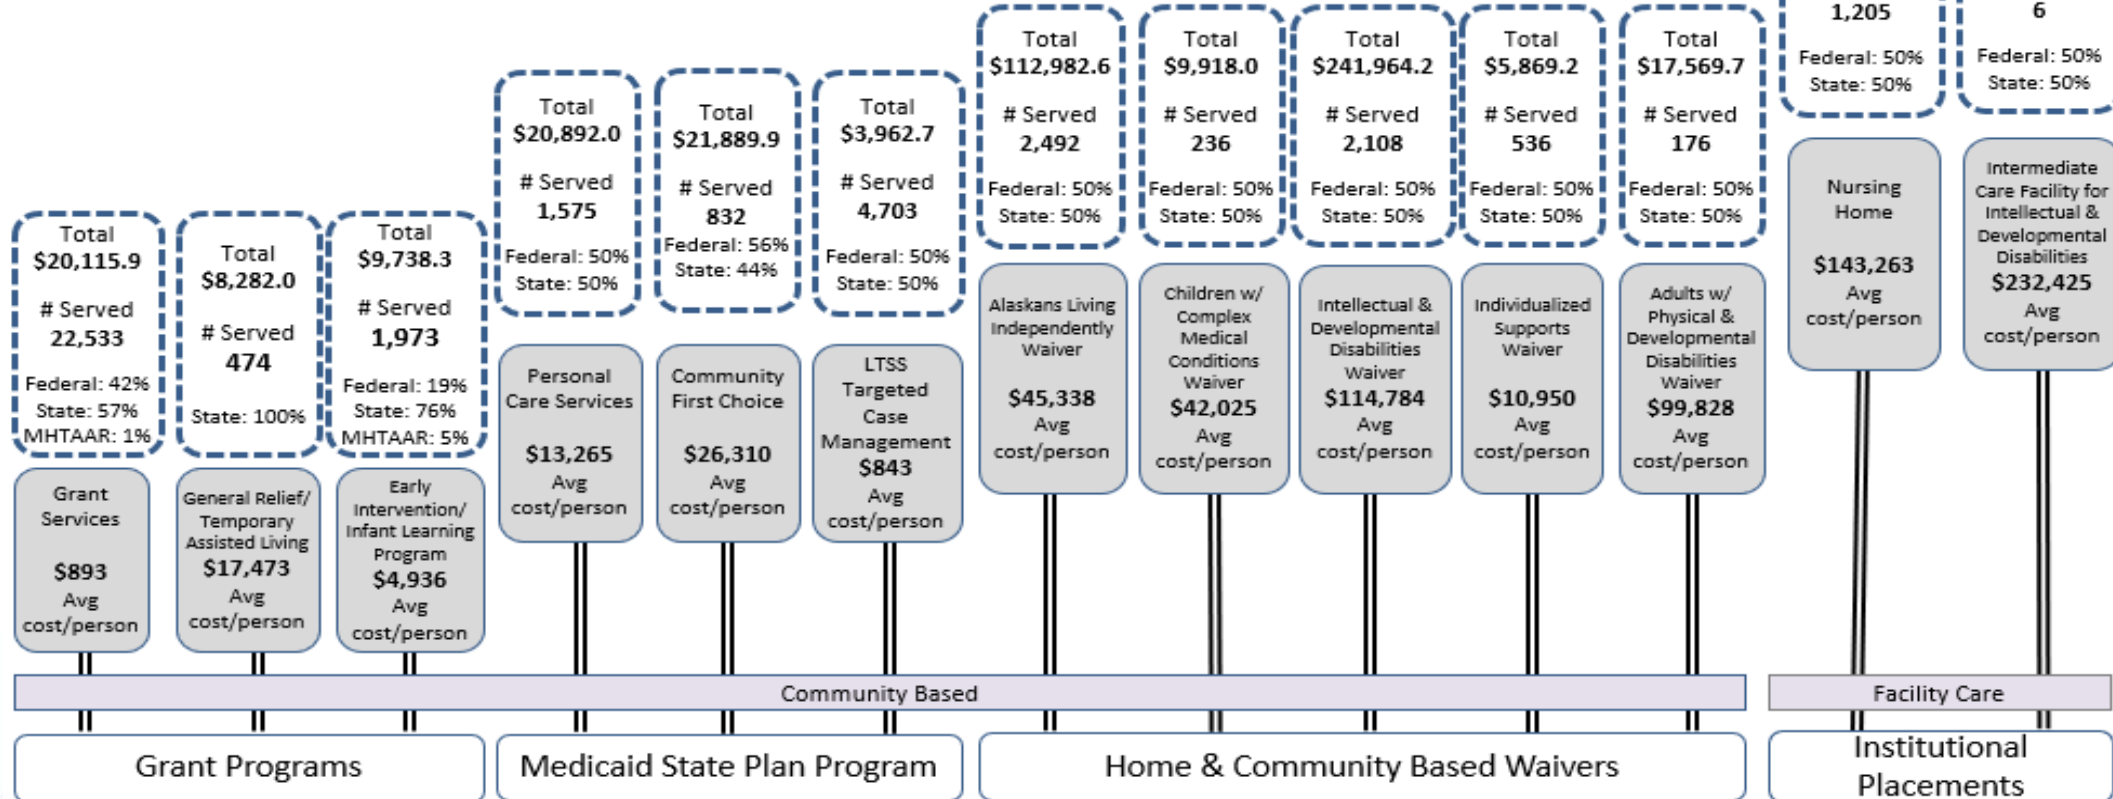 Total
$20,115.9
# Served
22,533
Federal: 42%
State: 57%
MHTAAR: 1%
Grant
Services
$893
Avg
cost/person
Total
$8,282.0
# Served
474
State: 100%
General Relief/
Temporary
Assisted Living
$17,473
Avg
cost/person
Total
$9,738.3
# Served
1,973
Federal: 19%
State: 76%
MHTAAR: 5%
Early
Intervention/
Infant Learning
Program
$4,936
Avg
cost/person
Total
$20,892.0
# Served
1,575
Federal: 50%
State: 50%
Personal
Care Services
$13,265
Avg
cost/person
Total
$21,889.9
# Served
832
Federal: 56%
State: 44%
Community
First Choice
$26,310
Avg
cost/person
Total
$3,962.7
# Served
4,703
Federal: 50%
State: 50%
LTSS
Targeted
Case
Management
$843
Avg
cost/person
Total
$112,982.6
# Served
2,492
Federal: 50%
State: 50%
Alaskans Living
Independently
Waiver
$45,338
Avg
cost/person
Total
$9,918.0
# Served
236
Federal: 50%
State: 50%
Children w/
Complex
Medical
Conditions
Waiver
$42,025
Avg
cost/person
Total
$241,964.2
# Served
2,108
Federal: 50%
State: 50%
Intellectual &
Developmental
Disabilities
Waiver
$114,784
Avg
cost/person
Total
$5,869.2
# Served
536
Federal: 50%
State: 50%
Individualized
Supports
Waiver
$10,950
Avg
cost/person
Total
$17,569.7
# Served
176
Federal: 50%
State: 50%
Adults w/
Physical &
Developmental
Disabilities
Waiver
$99,828
Avg
cost/person
1,205
Federal: 50%
State: 50%
Nursing
Home
$143,263
Avg
cost/person
6
Federal: 50%
State: 50%
Intermediate
Care Facility for
Intellectual &
Developmental
Disabilities
$232,425
Avg
cost/person
Community Based
Facility Care
Grant Programs
Medicaid State Plan Program
Home & Community Based Waivers
Institutional
Placements